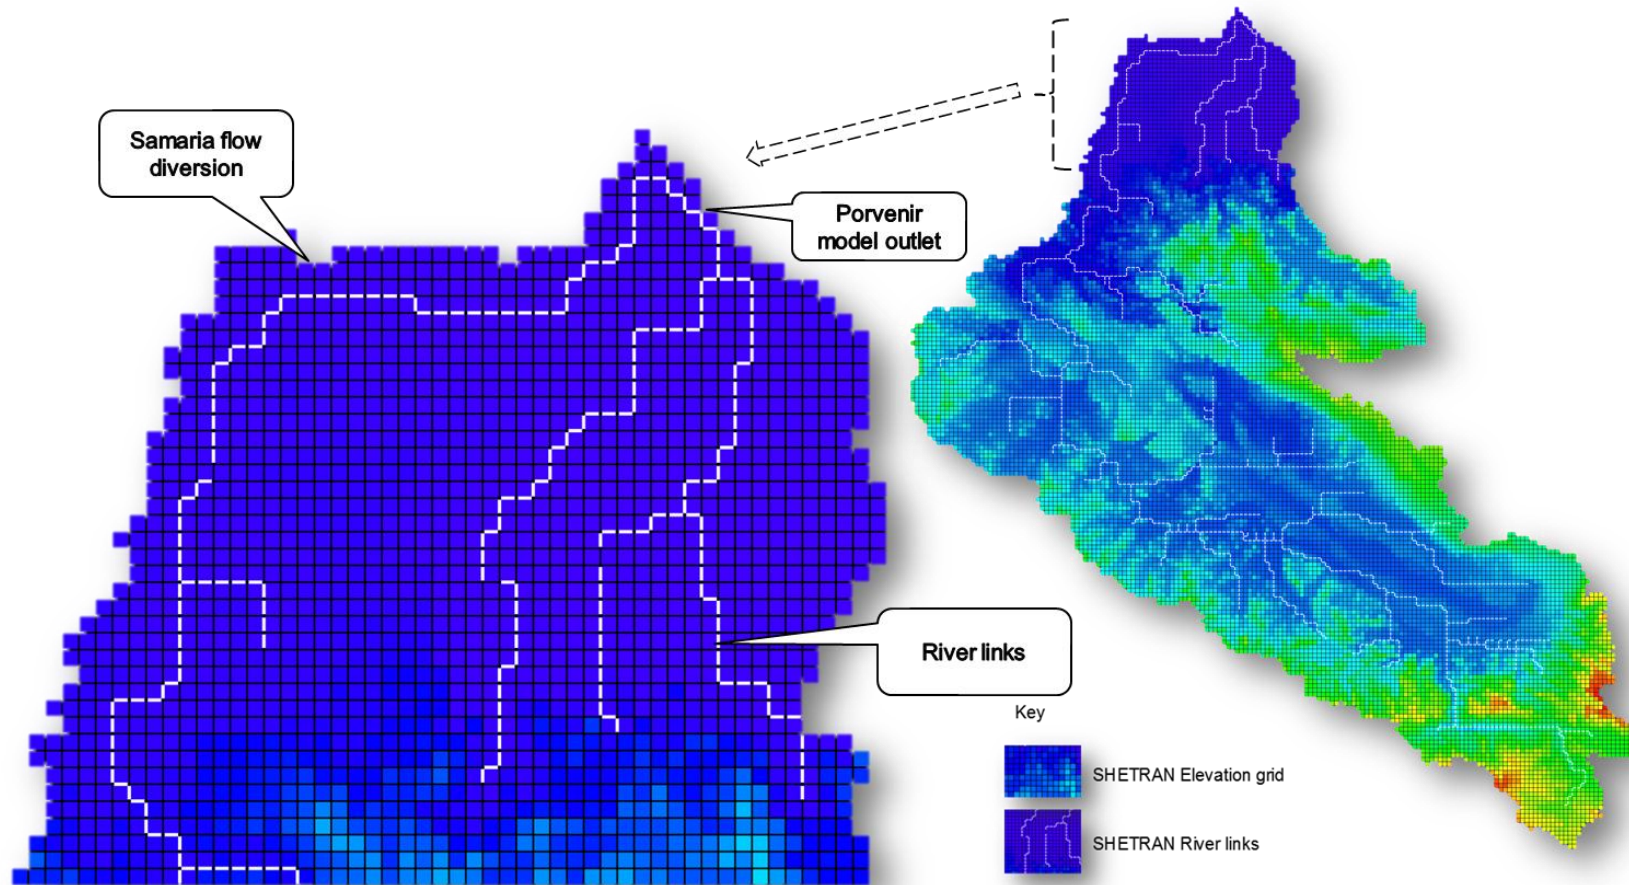 Samaria flow
diversion
Porvenir
model outlet
River links
Key
SHETRAN Elevation grid
SHETRAN River links